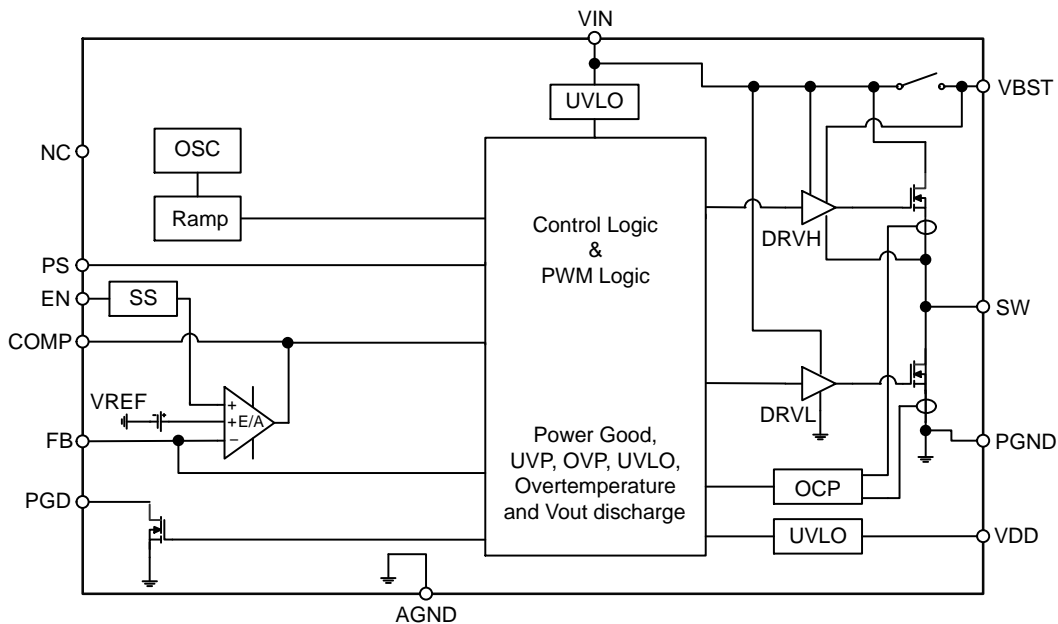 VIN
VBST
UVLO
NC
OSC
Ramp
DRVH
Control Logic
&
PWM Logic
PS
EN
SS
SW
COMP
VREF
+
+E/A
−
DRVL
FB
PGND
Power Good,
UVP, OVP, UVLO,
Overtemperature
and Vout discharge
PGD
OCP
UVLO
VDD
AGND